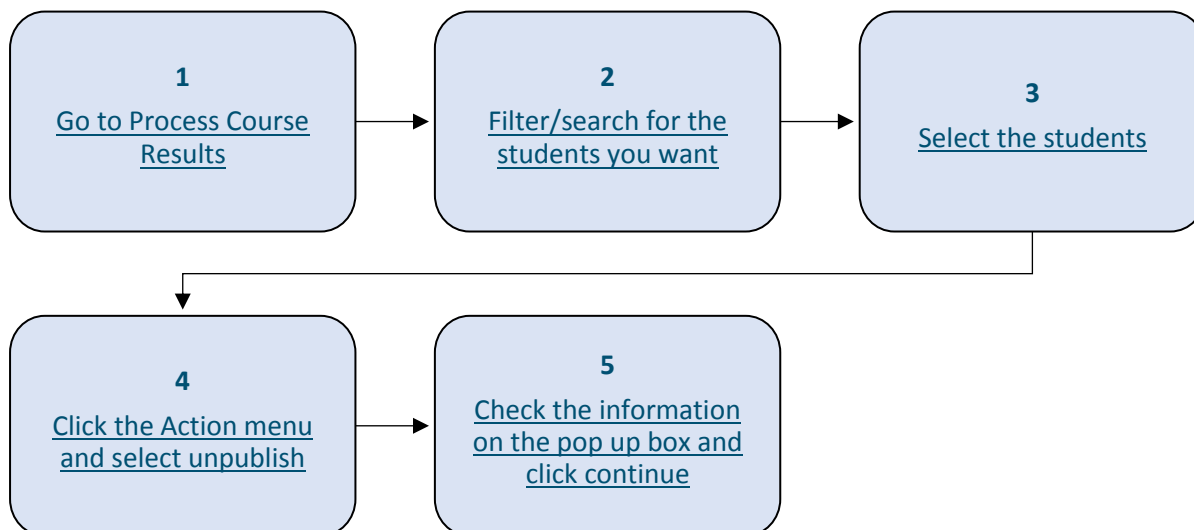 1
Go to Process Course
Results
2
Filter/search for the
students you want
3
Select the students
4
Click the Action menu
and select unpublish
5
Check the information
on the pop up box and
click continue